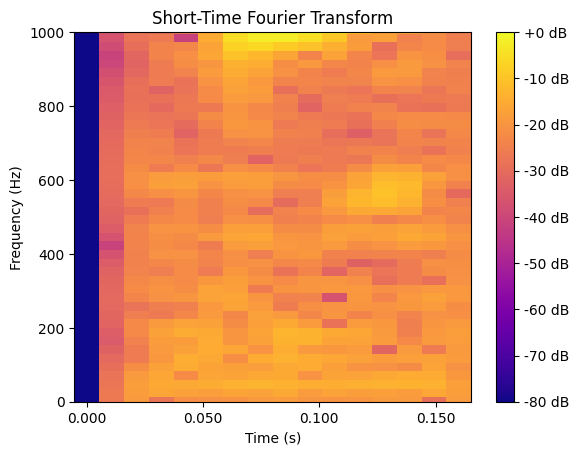 Short-Time Fourier Transform
Frequency (Hz)
1000
800
600
400
200
0
0.000
0.050
0.100
0.150
Time (s)
+0 dB
-10 dB
-20 dB
-30 dB
-40 dB
-50 dB
-60 dB
-70 dB
-80 dB